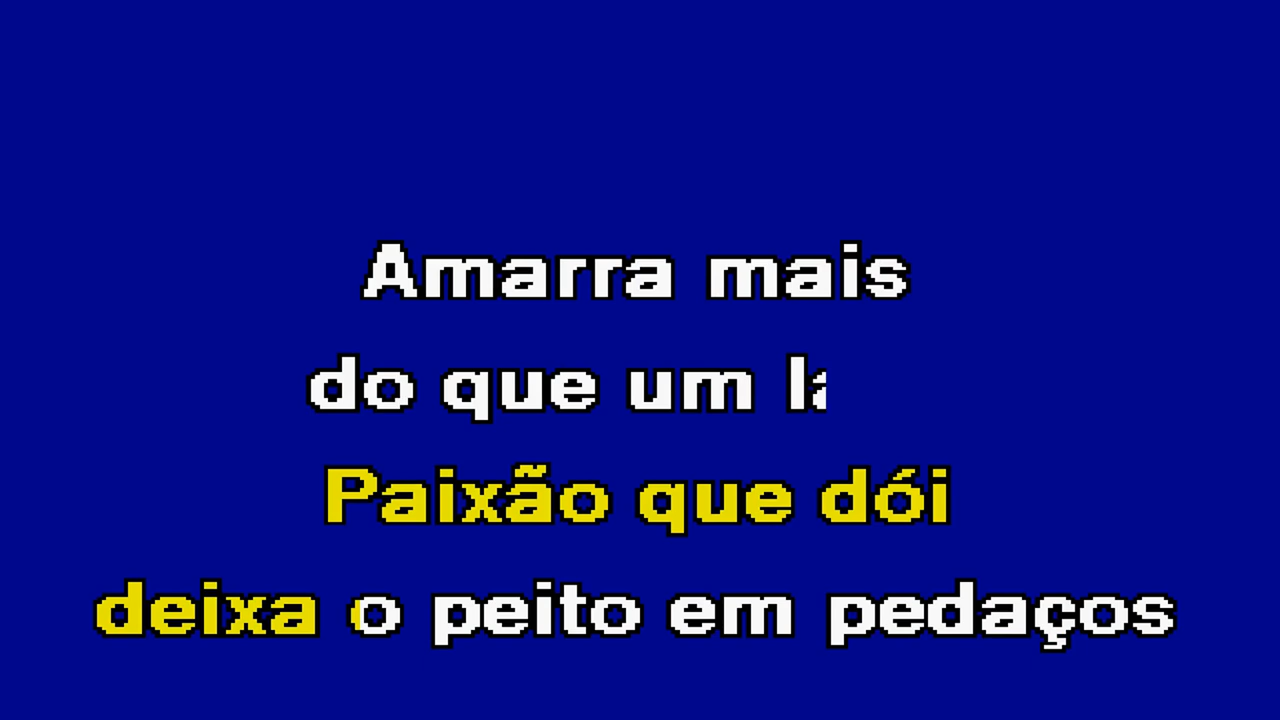 Amarra mais
do que um
Paixão que dói
deixa o peito em pedaços